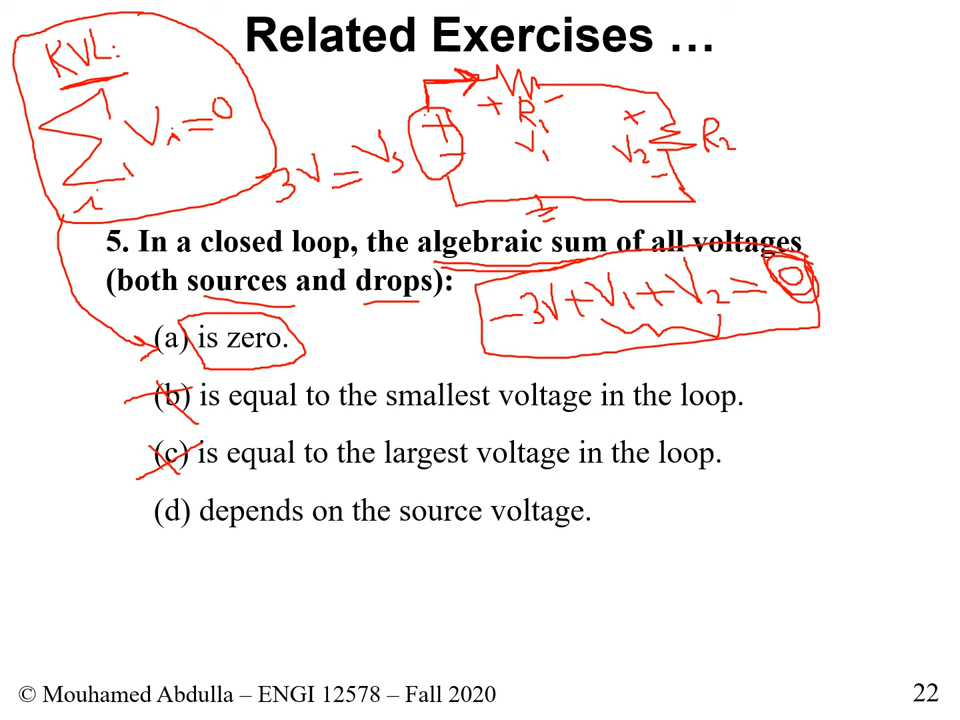 Related Exercises …
KVL:
∑ Vi = 0
i
3V = Vs
+
−
+ R1 −
V1
+
V2
−
R2
5. In a closed loop, the algebraic sum of all voltages
(both sources and drops):
−3V + V1 + V2 = 0
(a) is zero.
(b) is equal to the smallest voltage in the loop.
(c) is equal to the largest voltage in the loop.
(d) depends on the source voltage.
© Mouhamed Abdulla – ENGI 12578 – Fall 2020
22